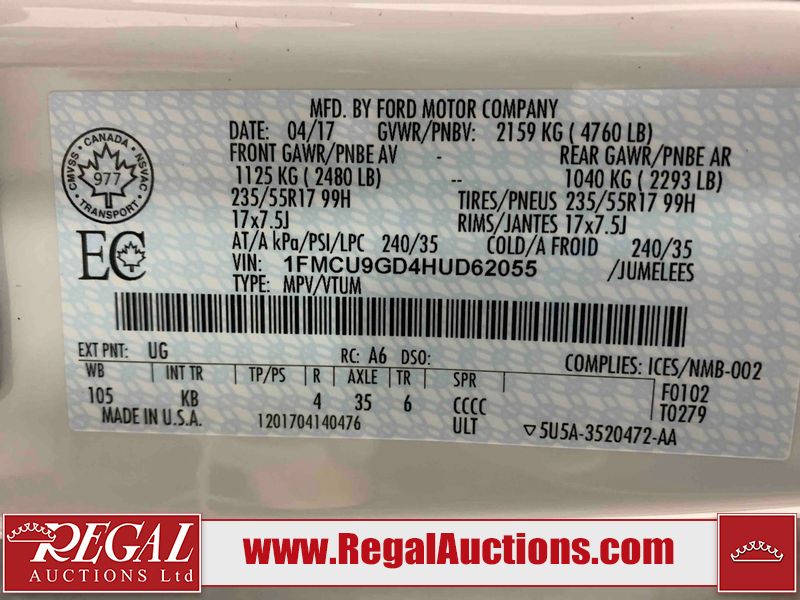 MFD. BY FORD MOTOR COMPANY
DATE: 04/17 GVWR/PNBV: 2159 KG ( 4760 LB)
FRONT GAWR/PNBE AV - REAR GAWR/PNBE AR
1125 KG ( 2480 LB) -- 1040 KG ( 2293 LB)
235/55R17 99H TIRES/PNEUS 235/55R17 99H
17x7.5J RIMS/JANTES 17x7.5J
AT/A kPa/PSI/LPC 240/35 COLD/A FROID 240/35
VIN: 1FMCU9GD4HUD62055 /JUMELEES
TYPE: MPV/VTUM
CMVSS · CANADA · NSVAC
977
TRANSPORT
EC
EXT PNT: UG RC: A6 DSO: COMPLIES: ICES/NMB-002
WB INT TR TP/PS R AXLE TR SPR F0102
105 KB 4 35 6 CCCC T0279
MADE IN U.S.A. 1201704140476 ULT ▽5U5A-3520472-AA
REGAL
AUCTIONS Ltd
www.RegalAuctions.com